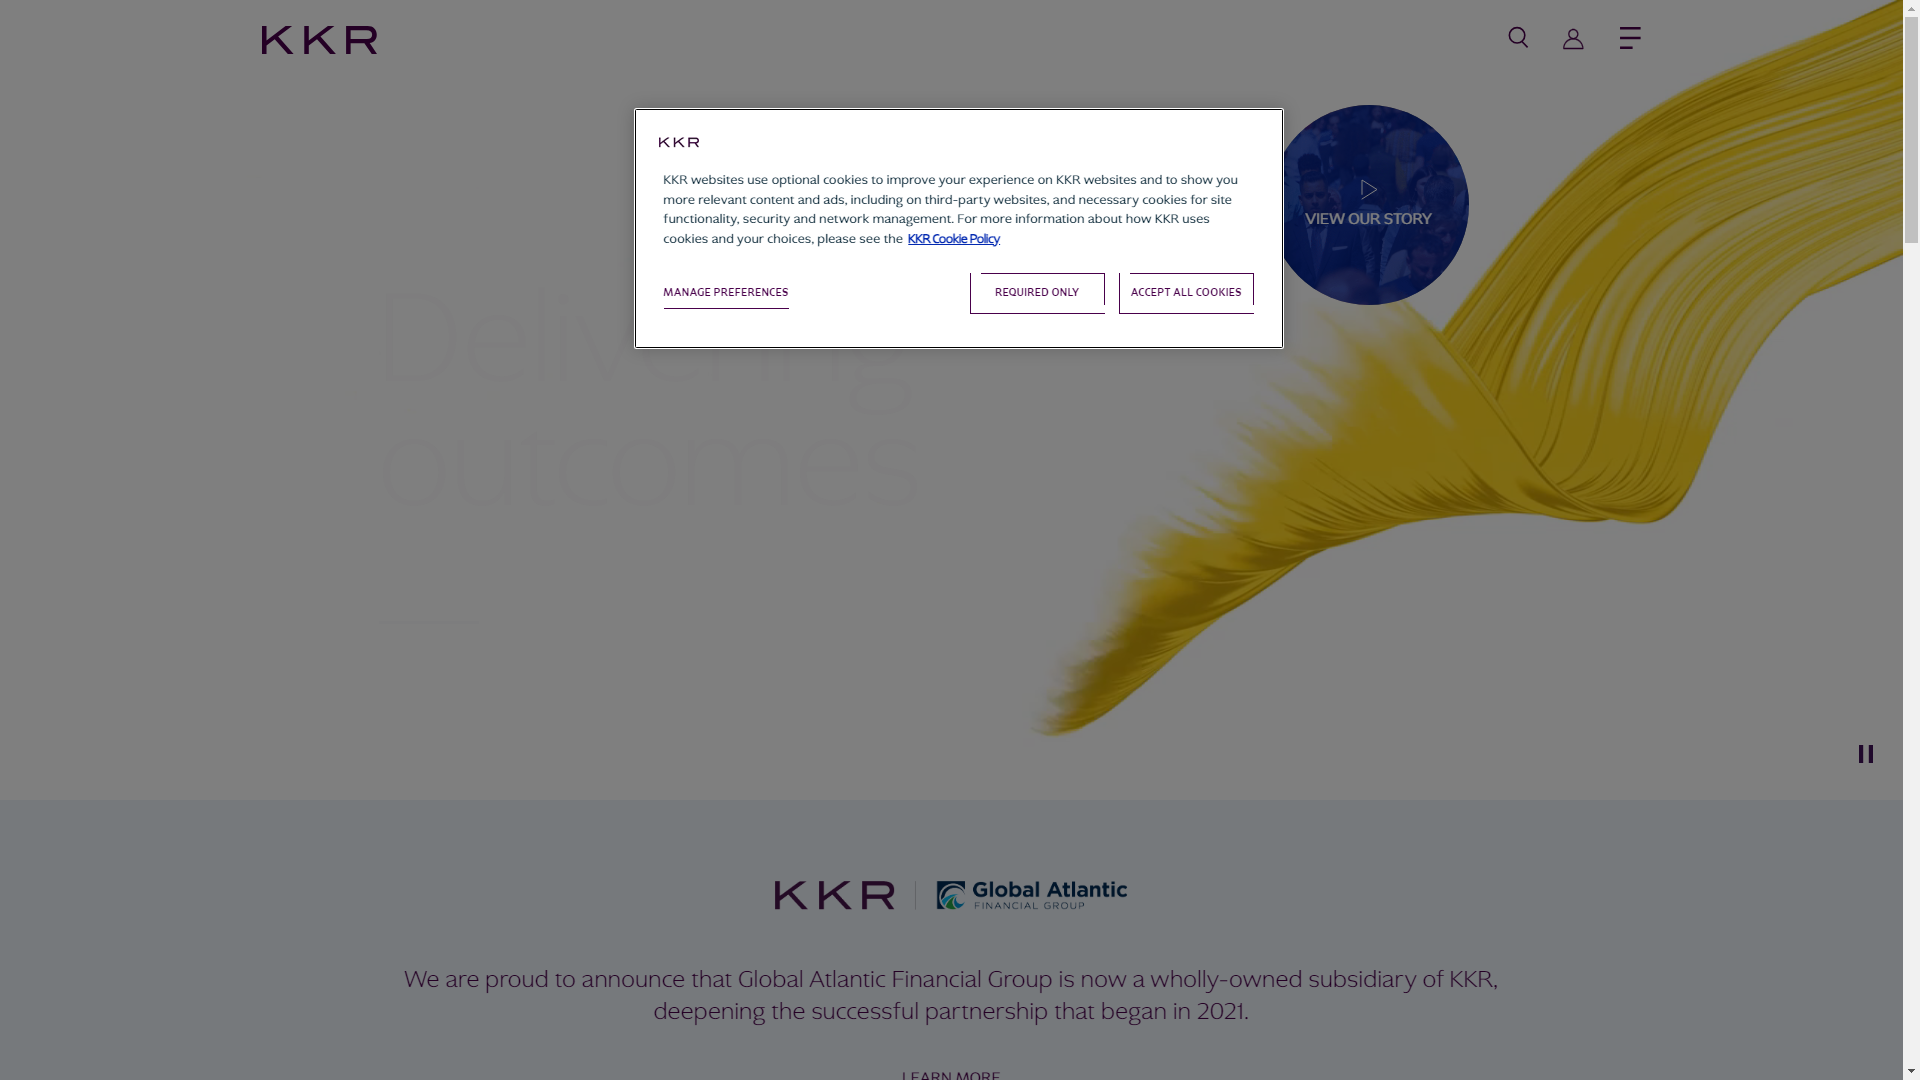 KKR
KKR
KKR websites use optional cookies to improve your experience on KKR websites and to show you
more relevant content and ads, including on third-party websites, and necessary cookies for site
functionality, security and network management. For more information about how KKR uses
cookies and your choices, please see the KKR Cookie Policy
MANAGE PREFERENCES
REQUIRED ONLY
ACCEPT ALL COOKIES
VIEW OUR STORY
Delivering
outcomes
KKR
Global Atlantic
FINANCIAL GROUP
We are proud to announce that Global Atlantic Financial Group is now a wholly-owned subsidiary of KKR,
deepening the successful partnership that began in 2021.
LEARN MORE